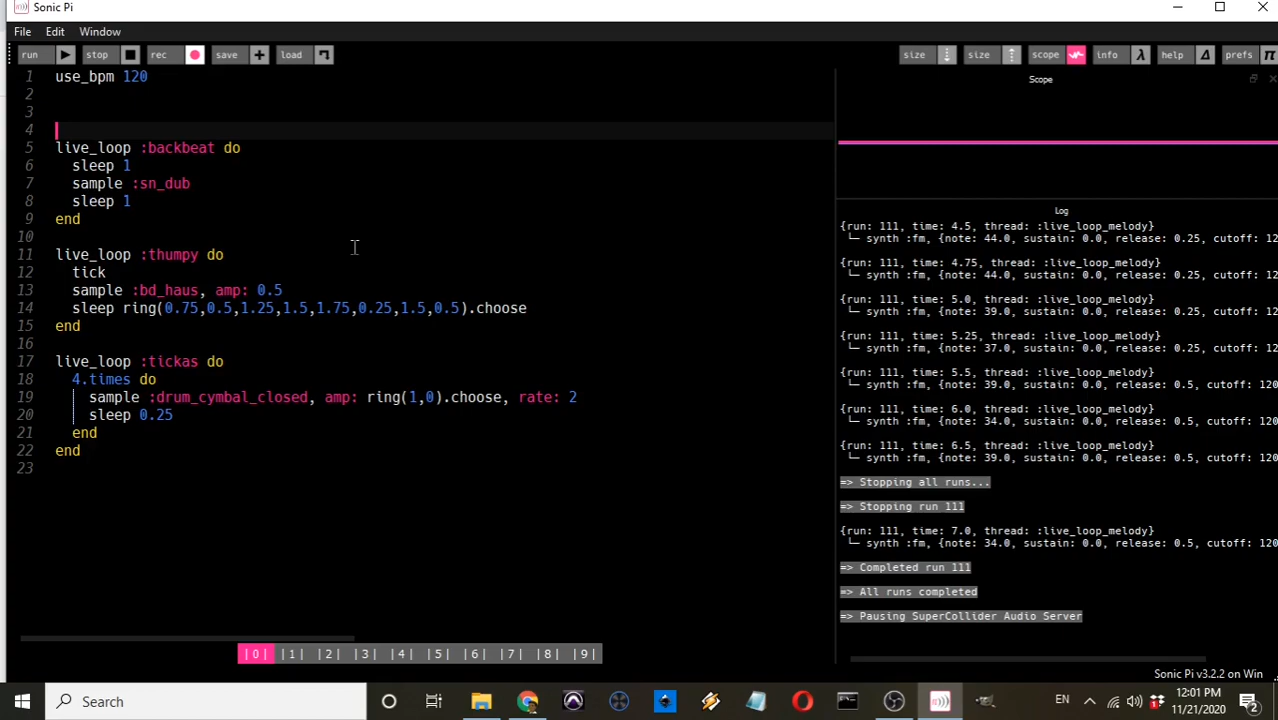 Sonic Pi
File Edit Window
run stop rec save + load size size scope info λ help prefs π
1 use_bpm 120
2
3
4
5 live_loop :backbeat do
6 sleep 1
7 sample :sn_dub
8 sleep 1
9 end
10
11 live_loop :thumpy do
12 tick
13 sample :bd_haus, amp: 0.5
14 sleep ring(0.75,0.5,1.25,1.5,1.75,0.25,1.5,0.5).choose
15 end
16
17 live_loop :tickas do
18 4.times do
19 sample :drum_cymbal_closed, amp: ring(1,0).choose, rate: 2
20 sleep 0.25
21 end
22 end
23
|0| |1| |2| |3| |4| |5| |6| |7| |8| |9|
Scope
Log
{run: 111, time: 4.5, thread: :live_loop_melody}
└─ synth :fm, {note: 44.0, sustain: 0.0, release: 0.25, cutoff: 12
{run: 111, time: 4.75, thread: :live_loop_melody}
└─ synth :fm, {note: 44.0, sustain: 0.0, release: 0.25, cutoff: 12
{run: 111, time: 5.0, thread: :live_loop_melody}
└─ synth :fm, {note: 39.0, sustain: 0.0, release: 0.25, cutoff: 12
{run: 111, time: 5.25, thread: :live_loop_melody}
└─ synth :fm, {note: 37.0, sustain: 0.0, release: 0.25, cutoff: 12
{run: 111, time: 5.5, thread: :live_loop_melody}
└─ synth :fm, {note: 39.0, sustain: 0.0, release: 0.5, cutoff: 120
{run: 111, time: 6.0, thread: :live_loop_melody}
└─ synth :fm, {note: 34.0, sustain: 0.0, release: 0.5, cutoff: 120
{run: 111, time: 6.5, thread: :live_loop_melody}
└─ synth :fm, {note: 39.0, sustain: 0.0, release: 0.5, cutoff: 120
=> Stopping all runs...
=> Stopping run 111
{run: 111, time: 7.0, thread: :live_loop_melody}
└─ synth :fm, {note: 34.0, sustain: 0.0, release: 0.5, cutoff: 120
=> Completed run 111
=> All runs completed
=> Pausing SuperCollider Audio Server
Sonic Pi v3.2.2 on Win
Search
EN
12:01 PM
11/21/2020
2